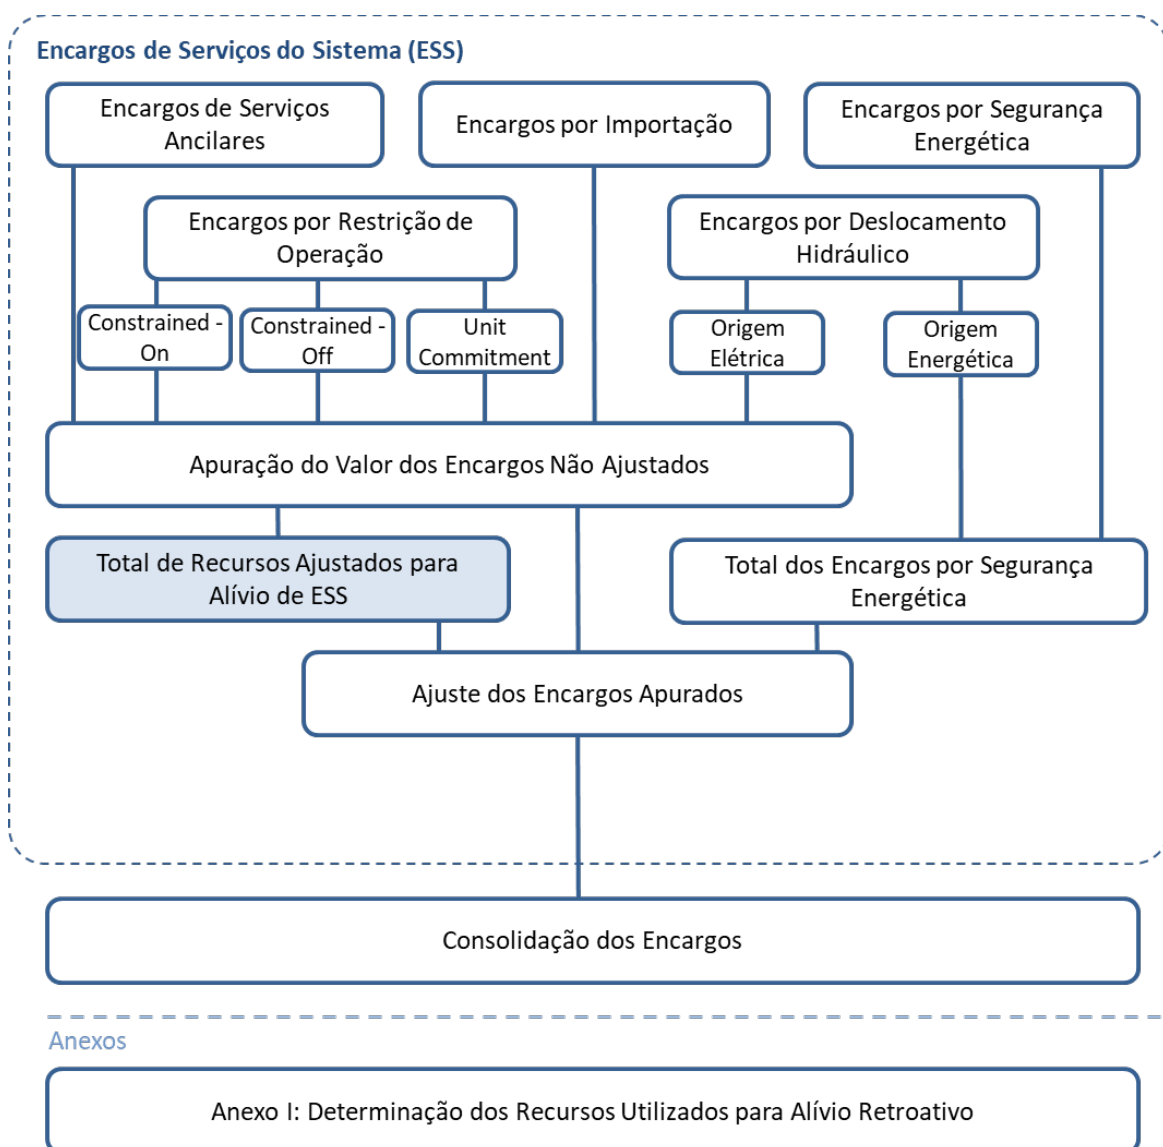 Encargos de Serviços do Sistema (ESS)
Encargos de Serviços
Ancilares
Encargos por Importação
Encargos por Segurança
Energética
Encargos por Restrição de
Operação
Encargos por Deslocamento
Hidráulico
Constrained -
On
Constrained -
Off
Unit
Commitment
Origem
Elétrica
Origem
Energética
Apuração do Valor dos Encargos Não Ajustados
Total de Recursos Ajustados para
Alívio de ESS
Total dos Encargos por Segurança
Energética
Ajuste dos Encargos Apurados
Consolidação dos Encargos
Anexos
Anexo I: Determinação dos Recursos Utilizados para Alívio Retroativo